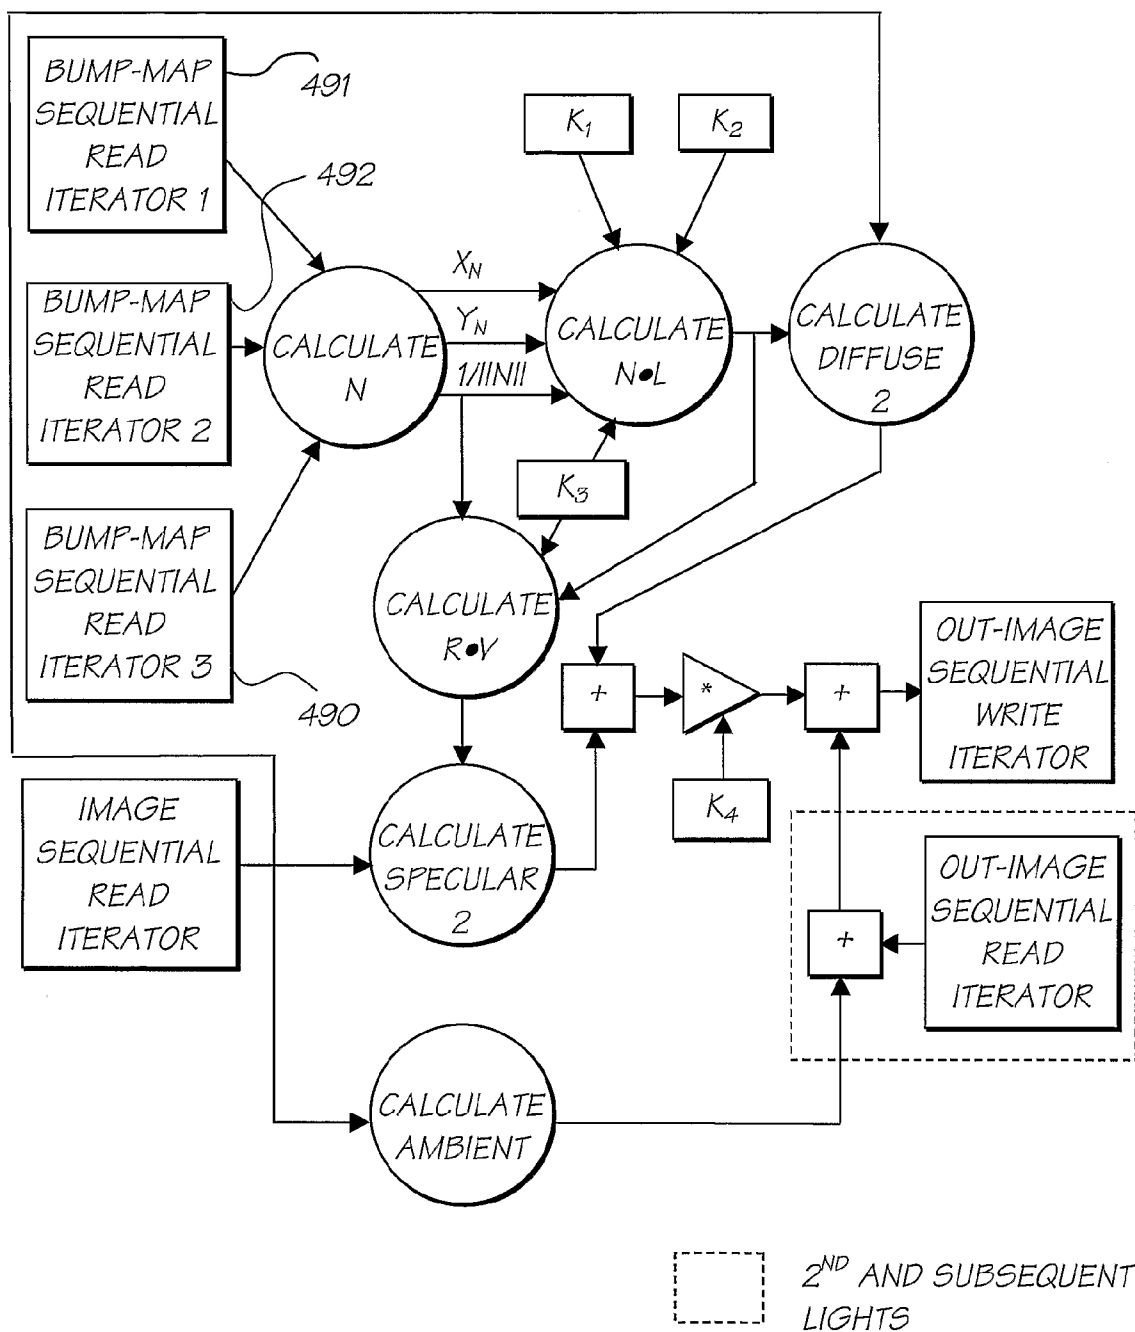 BUMP-MAP
SEQUENTIAL
READ
ITERATOR 1
491
K1
K2
492
BUMP-MAP
SEQUENTIAL
READ
ITERATOR 2
CALCULATE
N
XN
YN
1/||N||
CALCULATE
N•L
CALCULATE
DIFFUSE
2
K3
BUMP-MAP
SEQUENTIAL
READ
ITERATOR 3
490
CALCULATE
R•V
+
*
+
K4
OUT-IMAGE
SEQUENTIAL
WRITE
ITERATOR
IMAGE
SEQUENTIAL
READ
ITERATOR
CALCULATE
SPECULAR
2
+
OUT-IMAGE
SEQUENTIAL
READ
ITERATOR
CALCULATE
AMBIENT
2ND AND SUBSEQUENT
LIGHTS